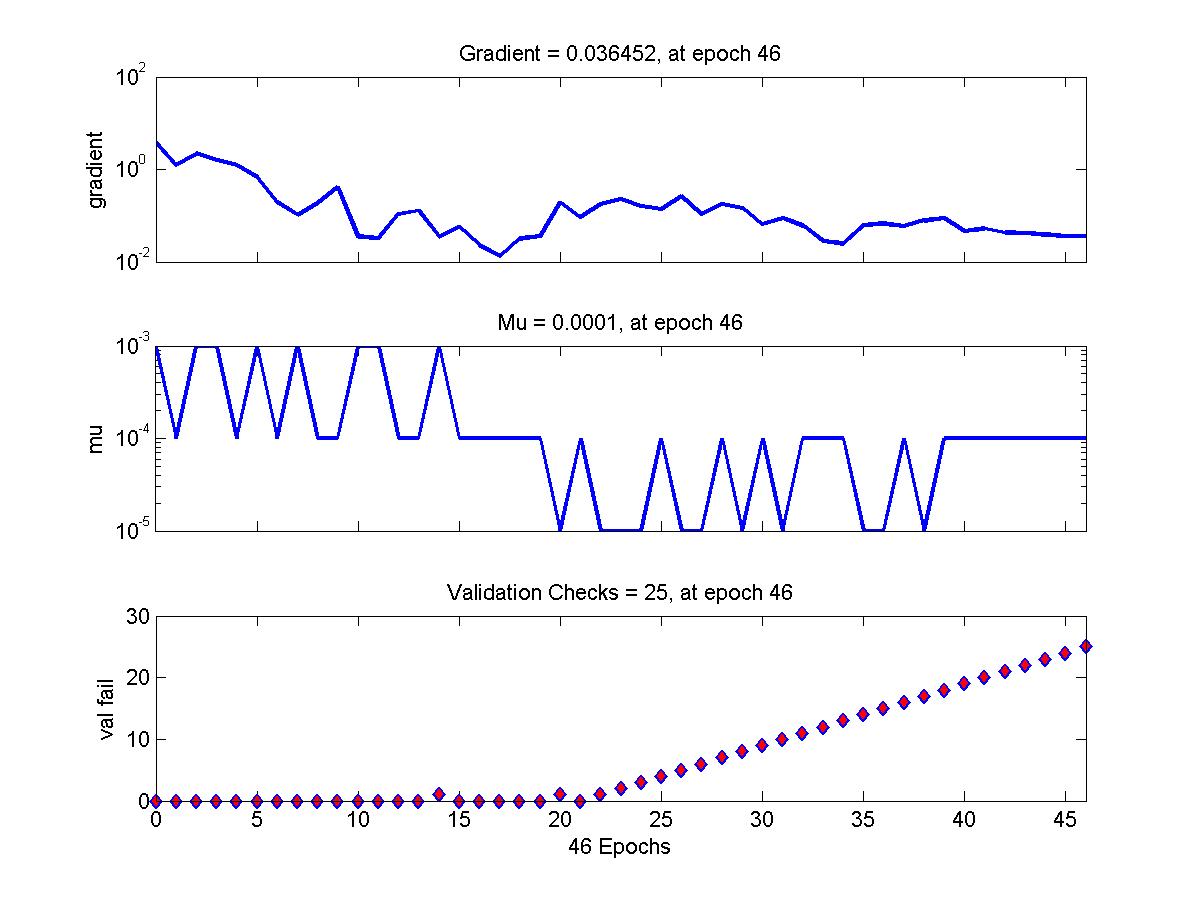 Gradient = 0.036452, at epoch 46
10^2
10^0
10^-2
gradient
Mu = 0.0001, at epoch 46
10^-3
10^-4
10^-5
mu
Validation Checks = 25, at epoch 46
30
20
10
0
val fail
0 5 10 15 20 25 30 35 40 45
46 Epochs